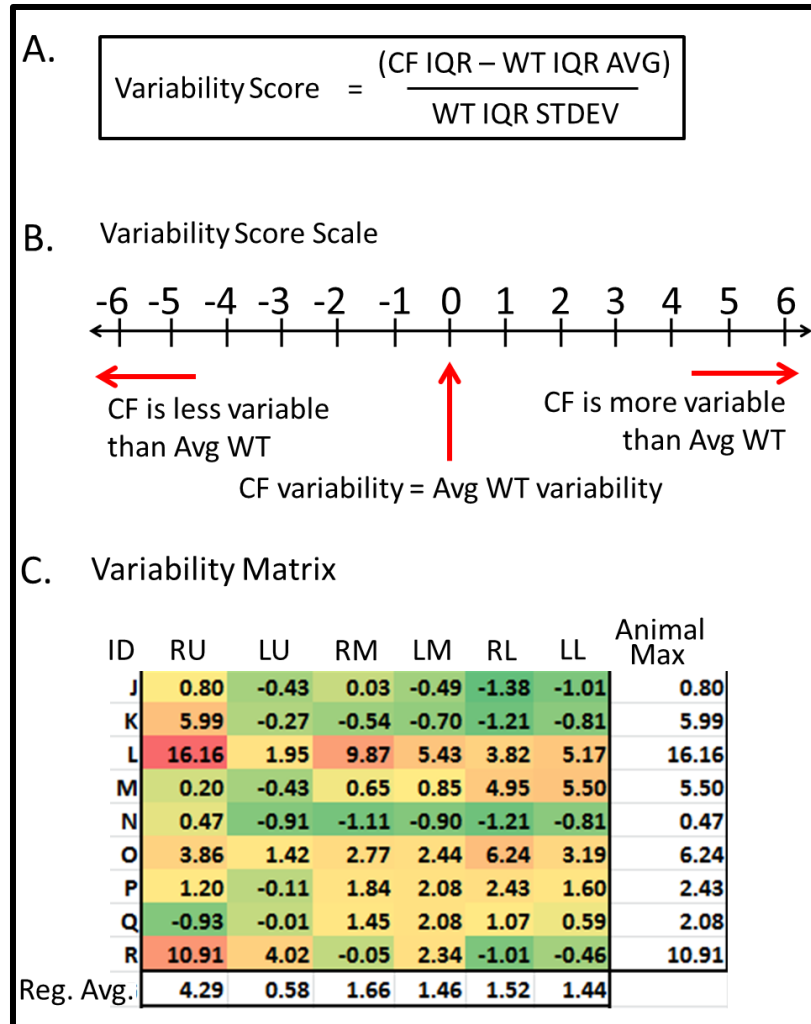 A.
Variability Score = (CF IQR – WT IQR AVG)
WT IQR STDEV
B. Variability Score Scale
-6 -5 -4 -3 -2 -1 0 1 2 3 4 5 6
CF is less variable
than Avg WT
CF is more variable
than Avg WT
CF variability = Avg WT variability
C. Variability Matrix
ID RU LU RM LM RL LL Animal
Max
J 0.80 -0.43 0.03 -0.49 -1.38 -1.01 0.80
K 5.99 -0.27 -0.54 -0.70 -1.21 -0.81 5.99
L 16.16 1.95 9.87 5.43 3.82 5.17 16.16
M 0.20 -0.43 0.65 0.85 4.95 5.50 5.50
N 0.47 -0.91 -1.11 -0.90 -1.21 -0.81 0.47
O 3.86 1.42 2.77 2.44 6.24 3.19 6.24
P 1.20 -0.11 1.84 2.08 2.43 1.60 2.43
Q -0.93 -0.01 1.45 2.08 1.07 0.59 2.08
R 10.91 4.02 -0.05 2.34 -1.01 -0.46 10.91
Reg. Avg. 4.29 0.58 1.66 1.46 1.52 1.44